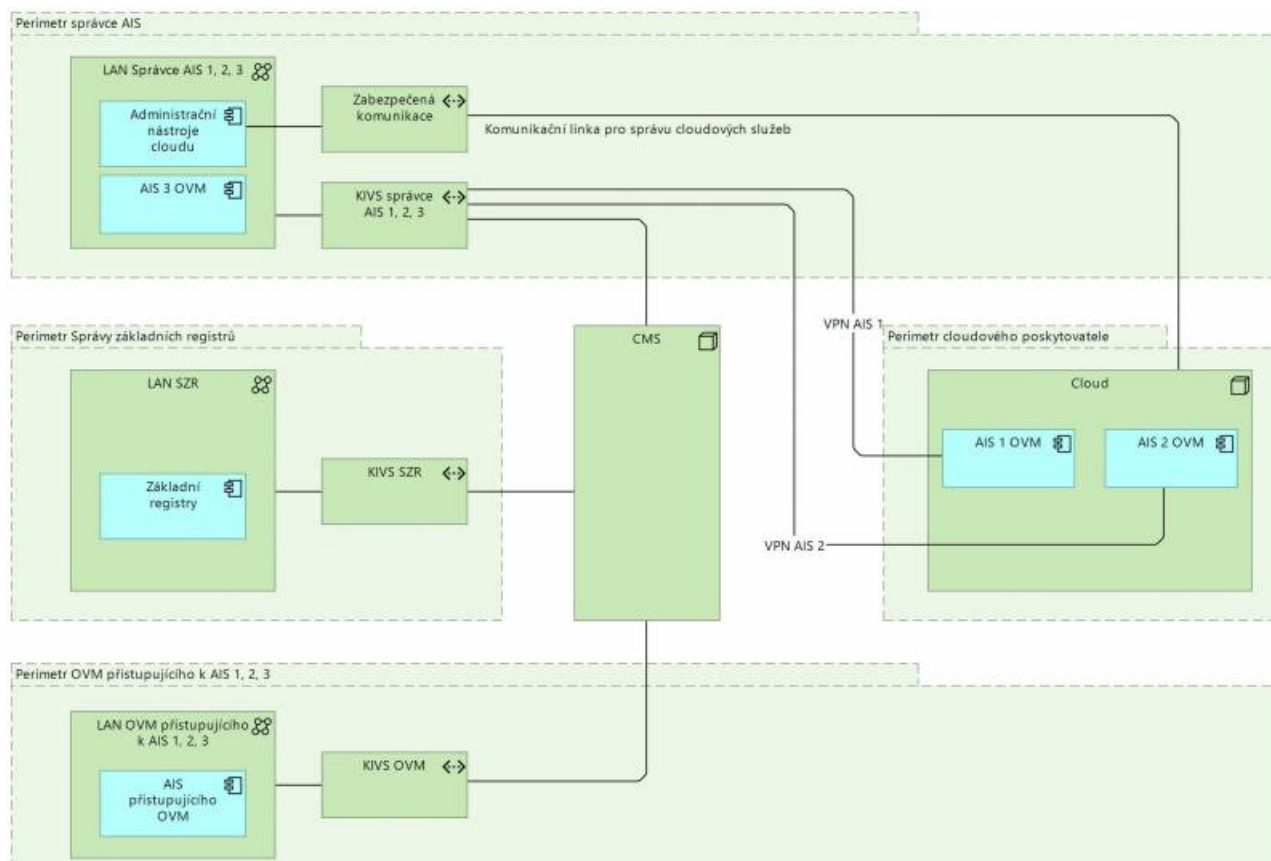 Perimetr správce AIS
LAN Správce AIS 1, 2, 3
Administrační
nástroje
cloudu
AIS 3 OVM
Zabezpečená
komunikace
Komunikační linka pro správu cloudových služeb
KIVS správce
AIS 1, 2, 3
Perimetr Správy základních registrů
LAN SZR
Základní
registry
KIVS SZR
CMS
VPN AIS 1
VPN AIS 2
Perimetr cloudového poskytovatele
Cloud
AIS 1 OVM
AIS 2 OVM
Perimetr OVM přistupujícího k AIS 1, 2, 3
LAN OVM přistupujícího
k AIS 1, 2, 3
AIS
přistupujícího
OVM
KIVS OVM